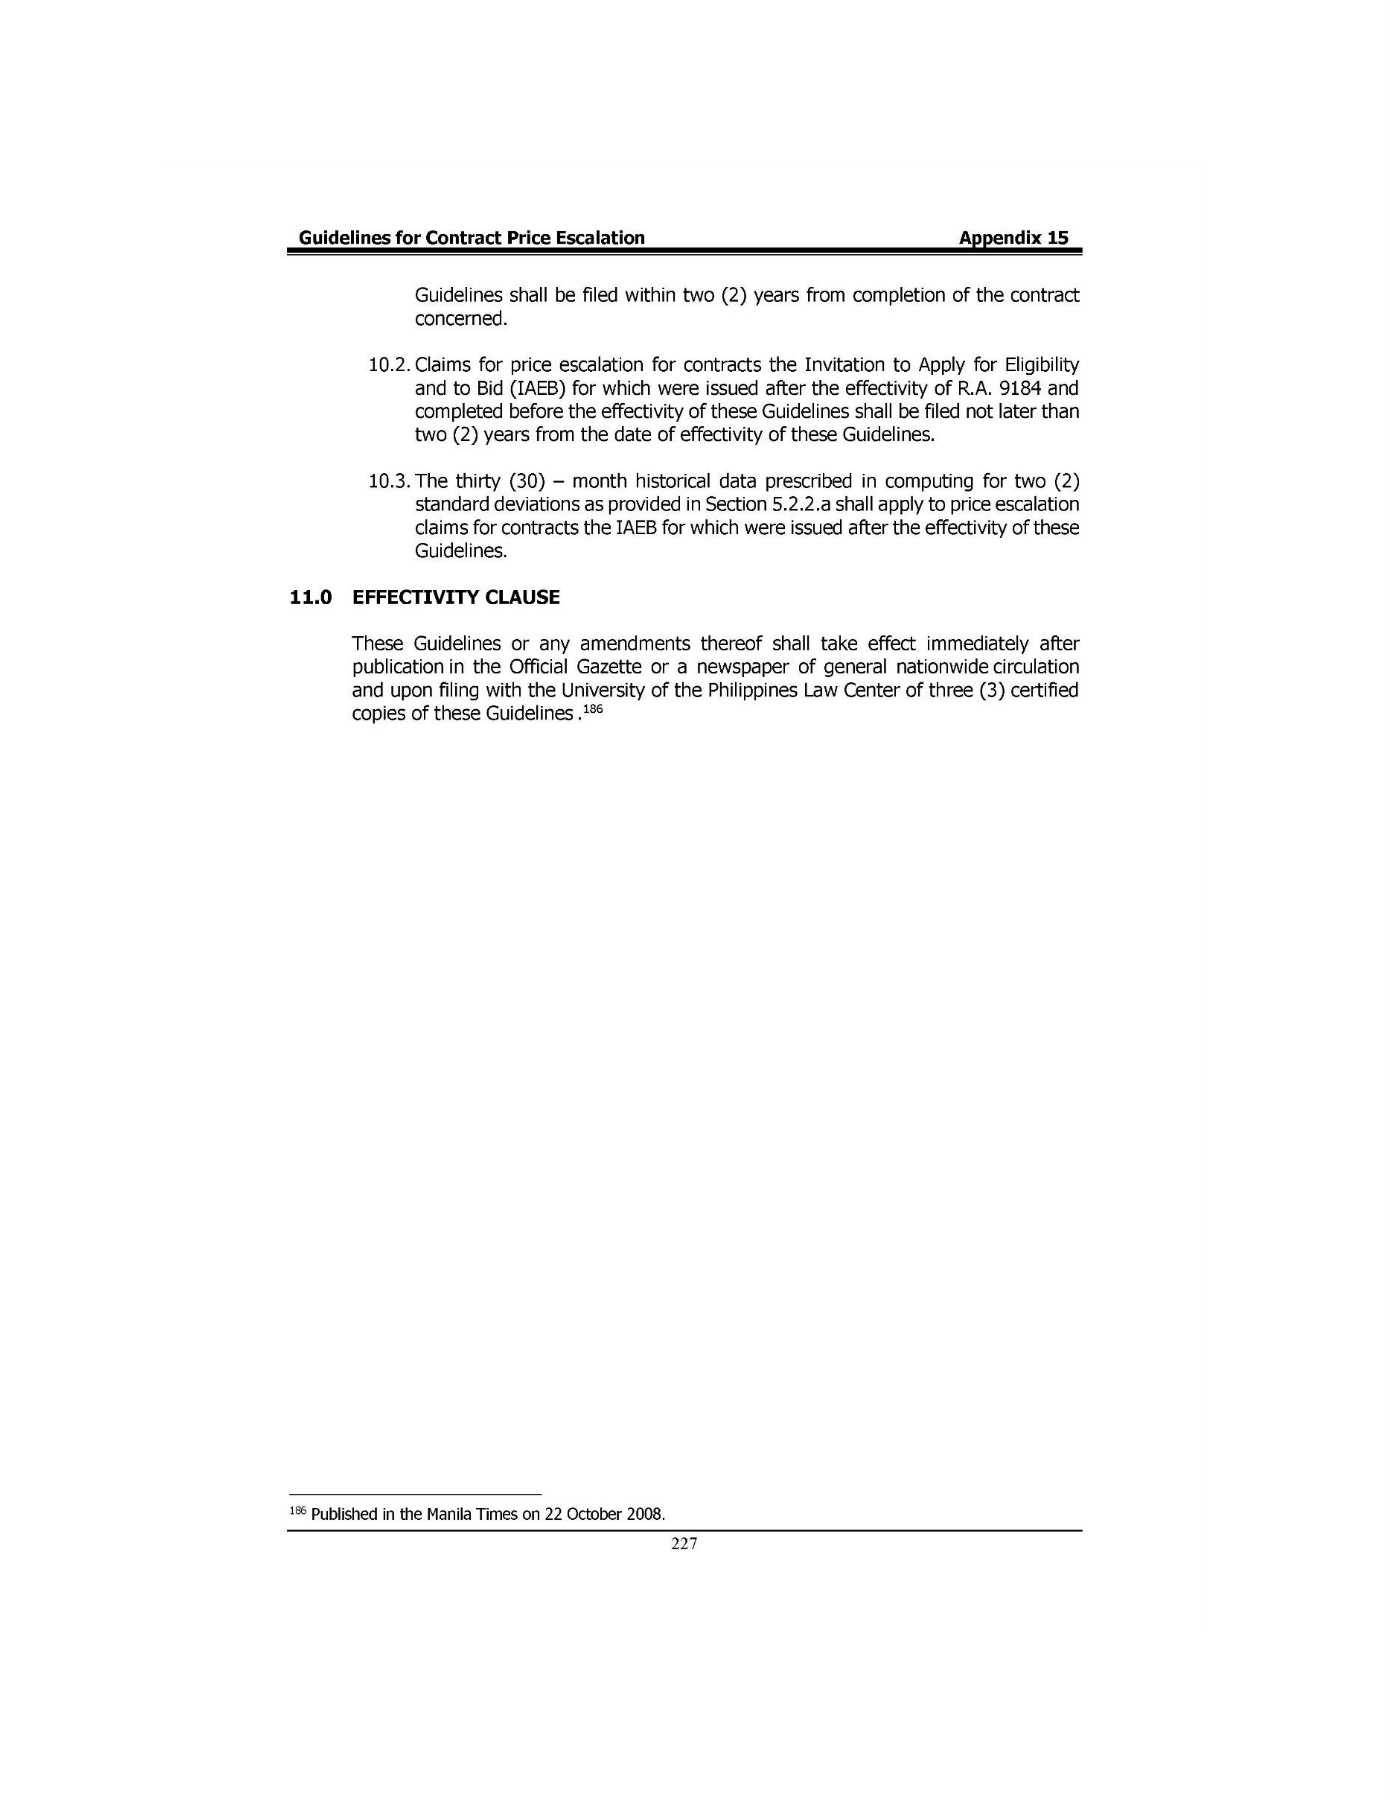 Guidelines for Contract Price Escalation Appendix 15
Guidelines shall be filed within two (2) years from completion of the contract
concerned.
10.2. Claims for price escalation for contracts the Invitation to Apply for Eligibility
and to Bid (IAEB) for which were issued after the effectivity of R.A. 9184 and
completed before the effectivity of these Guidelines shall be filed not later than
two (2) years from the date of effectivity of these Guidelines.
10.3. The thirty (30) – month historical data prescribed in computing for two (2)
standard deviations as provided in Section 5.2.2.a shall apply to price escalation
claims for contracts the IAEB for which were issued after the effectivity of these
Guidelines.
11.0 EFFECTIVITY CLAUSE
These Guidelines or any amendments thereof shall take effect immediately after
publication in the Official Gazette or a newspaper of general nationwide circulation
and upon filing with the University of the Philippines Law Center of three (3) certified
copies of these Guidelines .186
186 Published in the Manila Times on 22 October 2008.
227